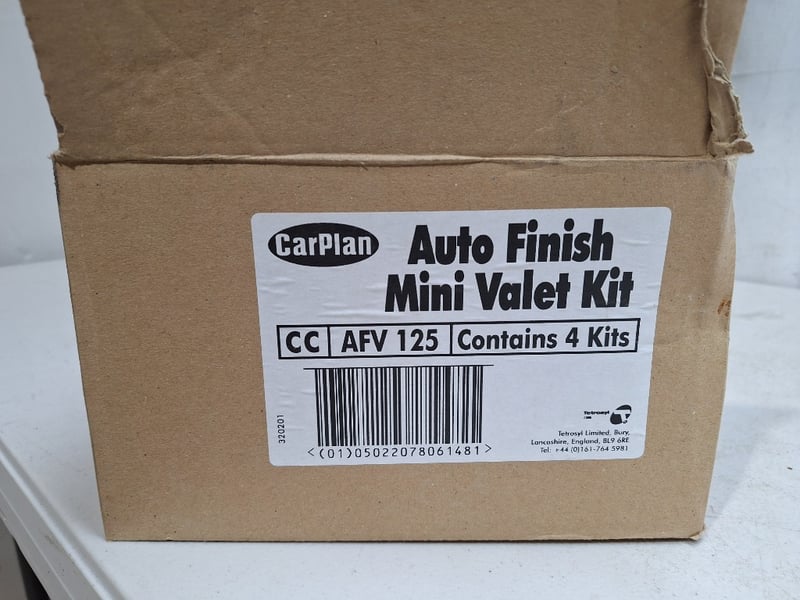 CarPlan
Auto Finish
Mini Valet Kit
CC AFV 125 Contains 4 Kits
320201
<(01)05022078061481>
Tetrosyl
Tetrosyl Limited, Bury,
Lancashire, England, BL9 6RE
Tel: +44 (0)161-764 5981